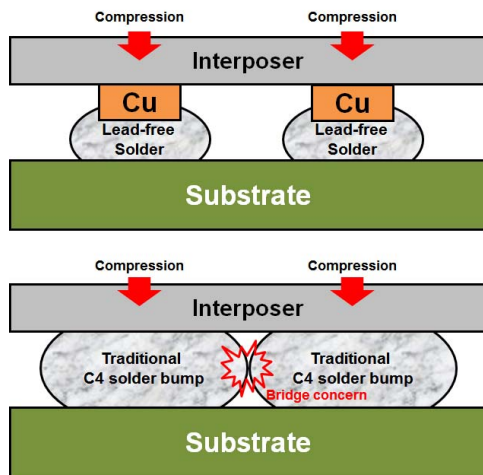 Compression Compression
Interposer
Cu Cu
Lead-free Lead-free
Solder Solder
Substrate
Compression Compression
Interposer
Traditional Traditional
C4 solder bump C4 solder bump
Bridge concern
Substrate